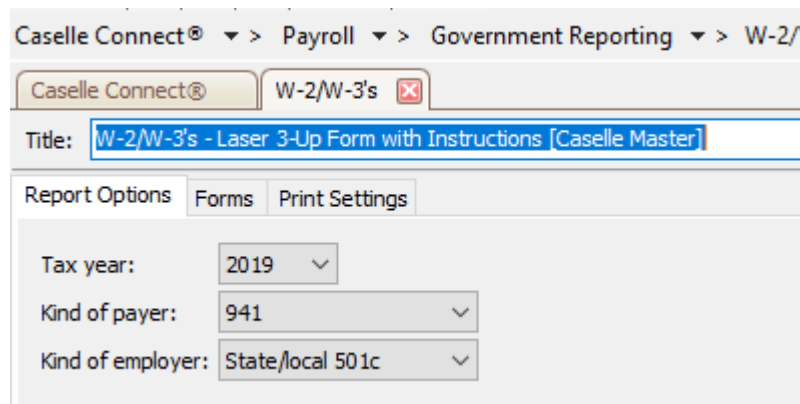 Caselle Connect® > Payroll > Government Reporting > W-2/
Caselle Connect® W-2/W-3's
Title: W-2/W-3's - Laser 3-Up Form with Instructions [Caselle Master]
Report Options Forms Print Settings
Tax year: 2019
Kind of payer: 941
Kind of employer: State/local 501c